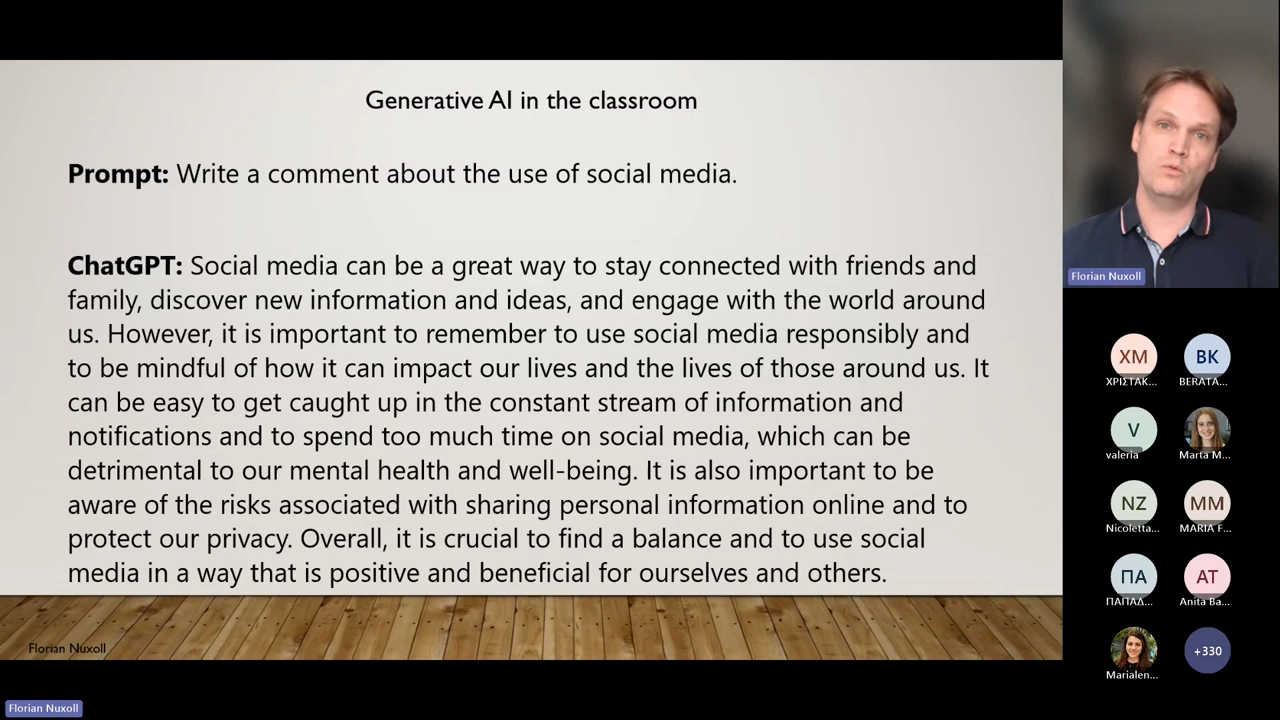 Generative AI in the classroom
Prompt: Write a comment about the use of social media.
ChatGPT: Social media can be a great way to stay connected with friends and
family, discover new information and ideas, and engage with the world around
us. However, it is important to remember to use social media responsibly and
to be mindful of how it can impact our lives and the lives of those around us. It
can be easy to get caught up in the constant stream of information and
notifications and to spend too much time on social media, which can be
detrimental to our mental health and well-being. It is also important to be
aware of the risks associated with sharing personal information online and to
protect our privacy. Overall, it is crucial to find a balance and to use social
media in a way that is positive and beneficial for ourselves and others.
Florian Nuxoll
Florian Nuxoll
Florian Nuxoll
ΧΜ
ΧΡΙΣΤΑΚ...
BK
BERATA...
V
valeria
Marta M...
NZ
Nicoletta...
MM
MARIA F...
ΠΑ
ΠΑΠΑΔ...
AT
Anita Ba...
Marialen...
+330